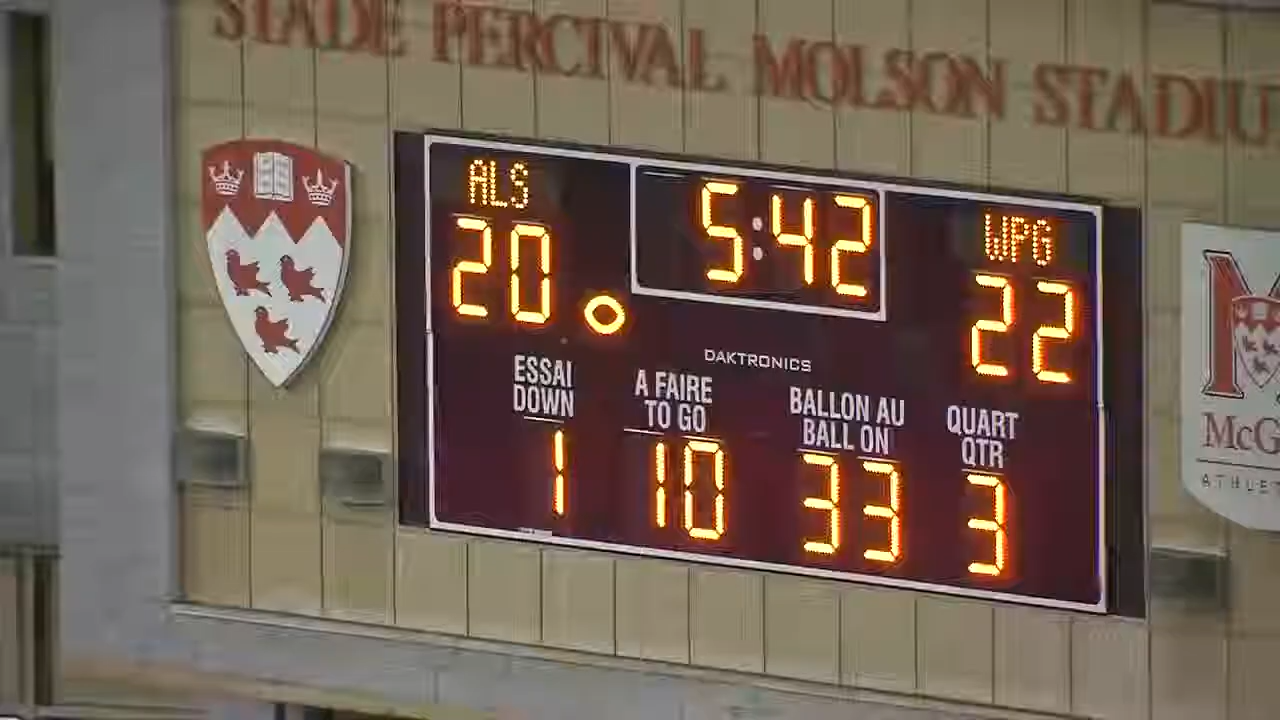 STADE PERCIVAL MOLSON STADIU
ALS
5:42
WPG
20
22
DAKTRONICS
ESSAI
DOWN
A FAIRE
TO GO
BALLON AU
BALL ON
QUART
QTR
1
10
33
3
M
McG
ATHLET